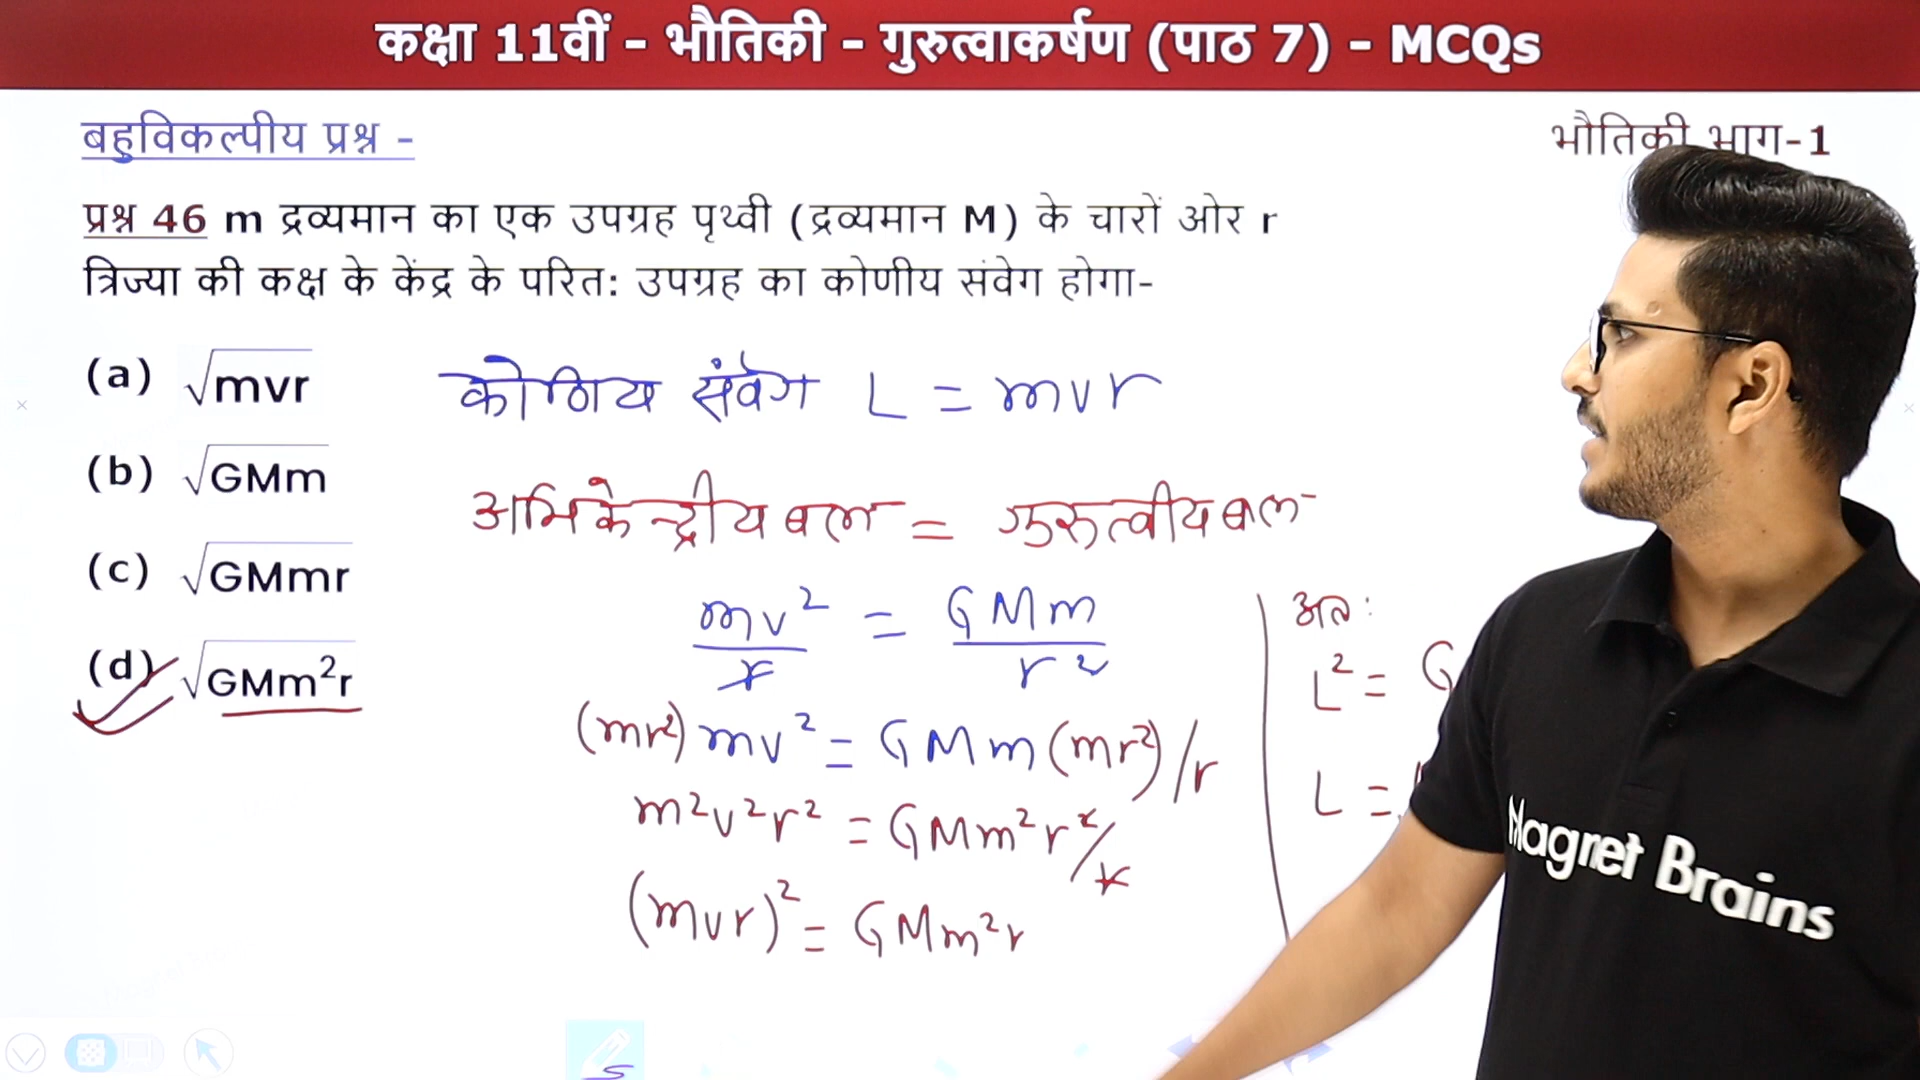 कक्षा 11वीं - भौतिकी - गुरुत्वाकर्षण (पाठ 7) - MCQs
बहुविकल्पीय प्रश्न -
भौतिकी भाग-1
प्रश्न 46 m द्रव्यमान का एक उपग्रह पृथ्वी (द्रव्यमान M) के चारों ओर r
त्रिज्या की कक्ष के केंद्र के परित: उपग्रह का कोणीय संवेग होगा-
(a) √mvr
(b) √GMm
(c) √GMmr
(d) √GMm²r
कोणिय संवेग L = mvr
अभिकेन्द्रीय बल = गुरुत्वीय बल
mv²/r = GMm/r²
(mr²) mv² = GMm (mr²)/r
m²v²r² = GMm²r²/r
(mvr)² = GMm²r
अतः
L² = G
L =
Magnet Brains